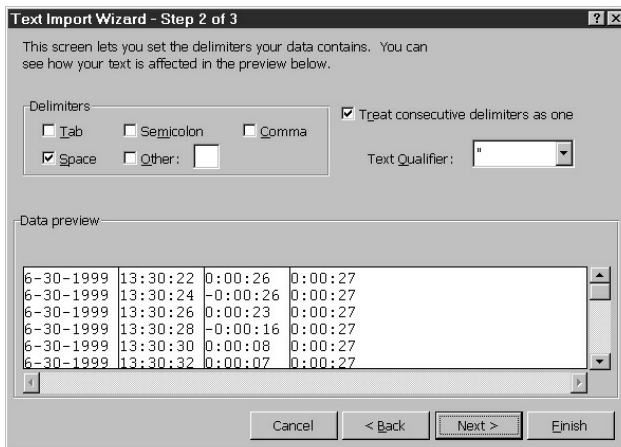 Text Import Wizard - Step 2 of 3
This screen lets you set the delimiters your data contains. You can
see how your text is affected in the preview below.
Delimiters
Tab Semicolon Comma
Space Other:
Treat consecutive delimiters as one
Text Qualifier: "
Data preview
6-30-1999 13:30:22 0:00:26 0:00:27
6-30-1999 13:30:24 -0:00:26 0:00:27
6-30-1999 13:30:26 0:00:23 0:00:27
6-30-1999 13:30:28 -0:00:16 0:00:27
6-30-1999 13:30:30 0:00:08 0:00:27
6-30-1999 13:30:32 0:00:07 0:00:27
Cancel < Back Next > Finish